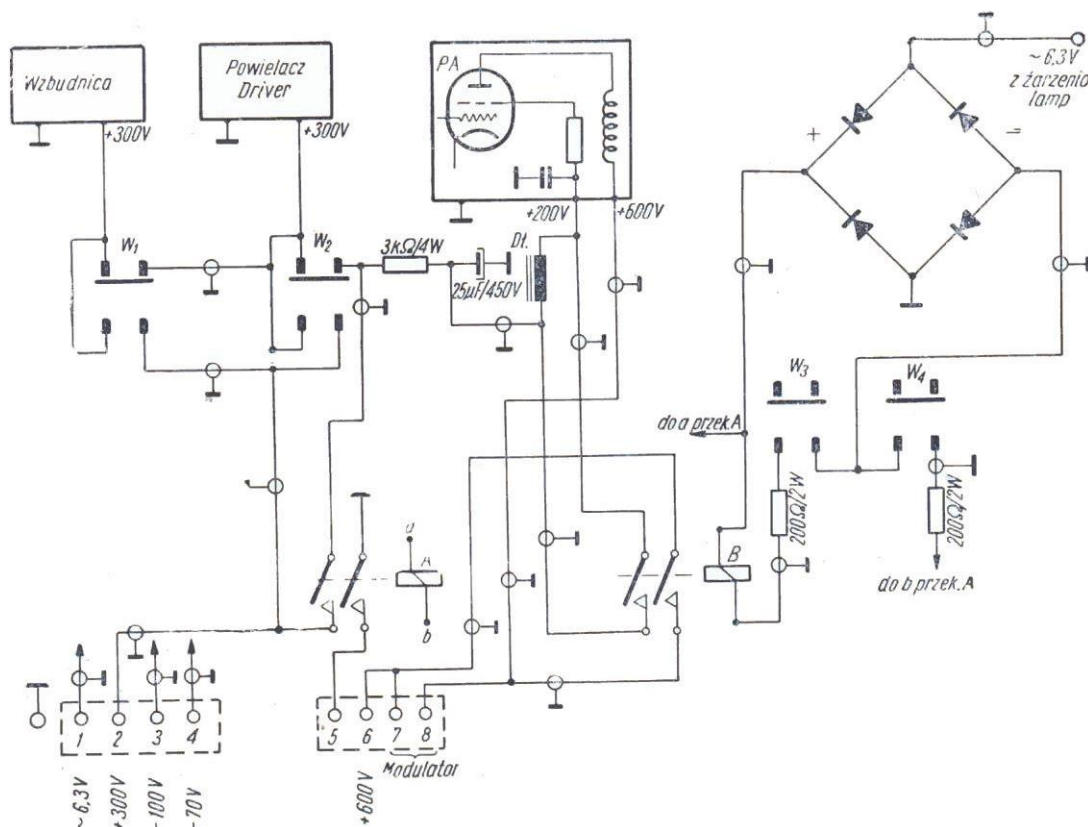 Wzbudnica
+300V
Powielacz
Driver
+300V
PA
+200V
+600V
~6,3V
z żarzenia
lamp
+
=
W1
W2
3kΩ/4W
25µF/450V
Dł.
W3
W4
do a przek.A
200Ω/2W
200Ω/2W
do b przek.A
a
A
b
B
1
2
3
4
5
6
7
8
Modulator
~6,3V
+300V
-100V
-70V
+600V